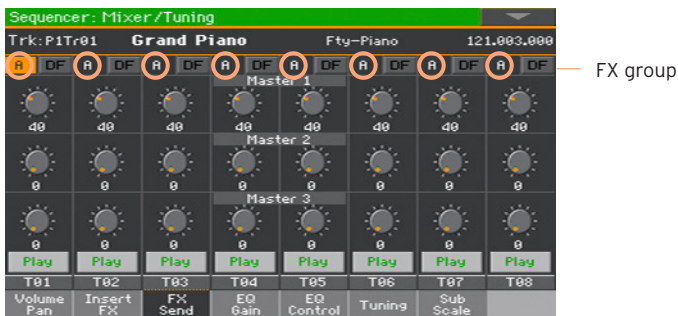 Sequencer: Mixer/Tuning
Trk:P1Tr01 Grand Piano Fty-Piano 121.003.000
A DF A DF A DF A DF A DF A DF A DF A DF FX group
Master 1
40 40 40 40 40 40 40 40
Master 2
0 0 0 0 0 0 0 0
Master 3
0 0 0 0 0 0 0 0
Play Play Play Play Play Play Play Play
T01 T02 T03 T04 T05 T06 T07 T08
Volume Pan Insert FX FX Send EQ Gain EQ Control Tuning Sub Scale